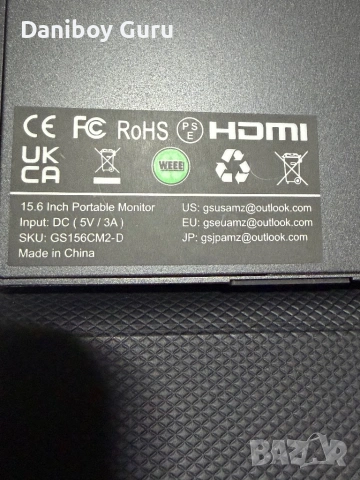 Daniboy Guru
CE FC RoHS PSE HDMI
UK
CA
WEEE
15.6 Inch Portable Monitor
Input: DC ( 5V / 3A )
SKU: GS156CM2-D
Made in China
US: gsusamz@outlook.com
EU: gseuamz@outlook.com
JP: gsjpamz@outlook.com
BAZAR